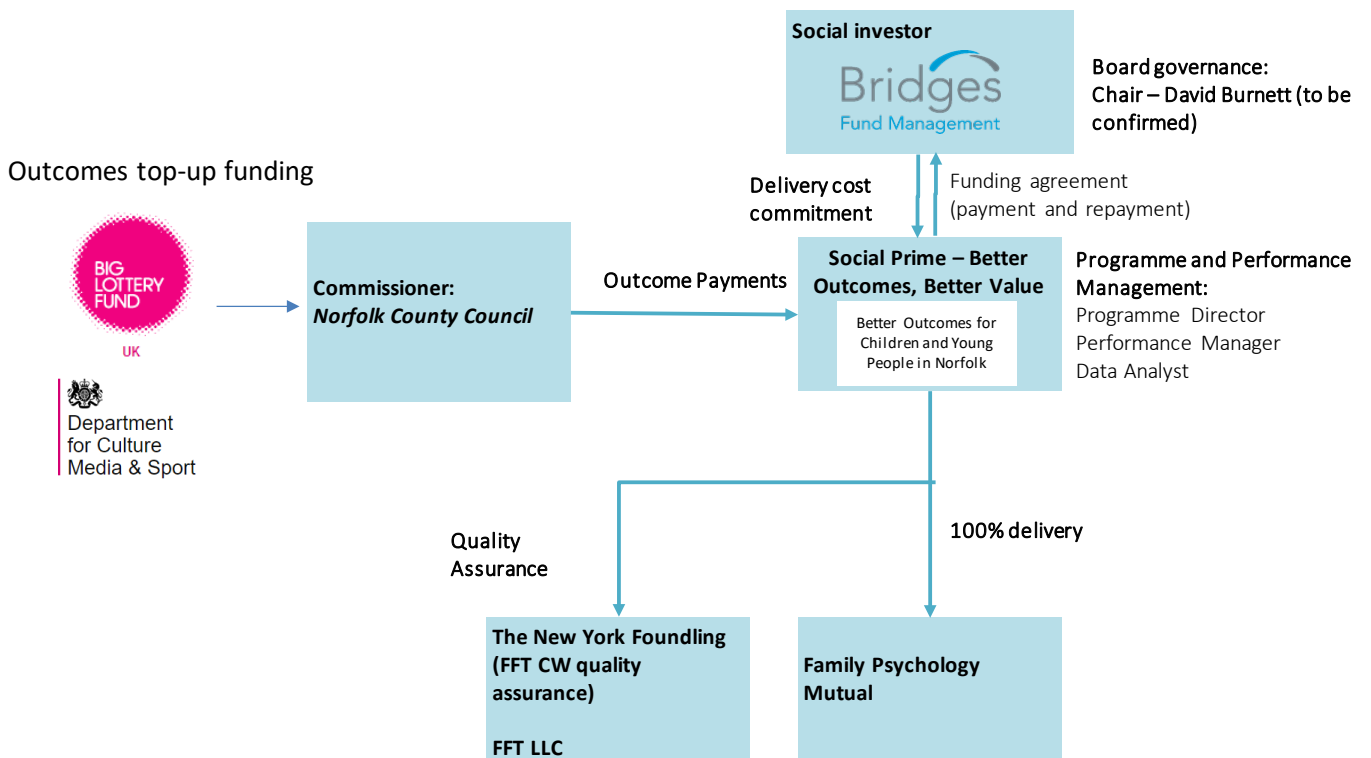 Social investor
Bridges
Fund Management
Board governance:
Chair – David Burnett (to be
confirmed)
Outcomes top-up funding
Delivery cost
commitment
Funding agreement
(payment and repayment)
BIG
LOTTERY
FUND
UK
Department
for Culture
Media & Sport
Commissioner:
Norfolk County Council
Outcome Payments
Social Prime – Better
Outcomes, Better Value
Better Outcomes for
Children and Young
People in Norfolk
Programme and Performance
Management:
Programme Director
Performance Manager
Data Analyst
Quality
Assurance
100% delivery
The New York Foundling
(FFT CW quality
assurance)
FFT LLC
Family Psychology
Mutual